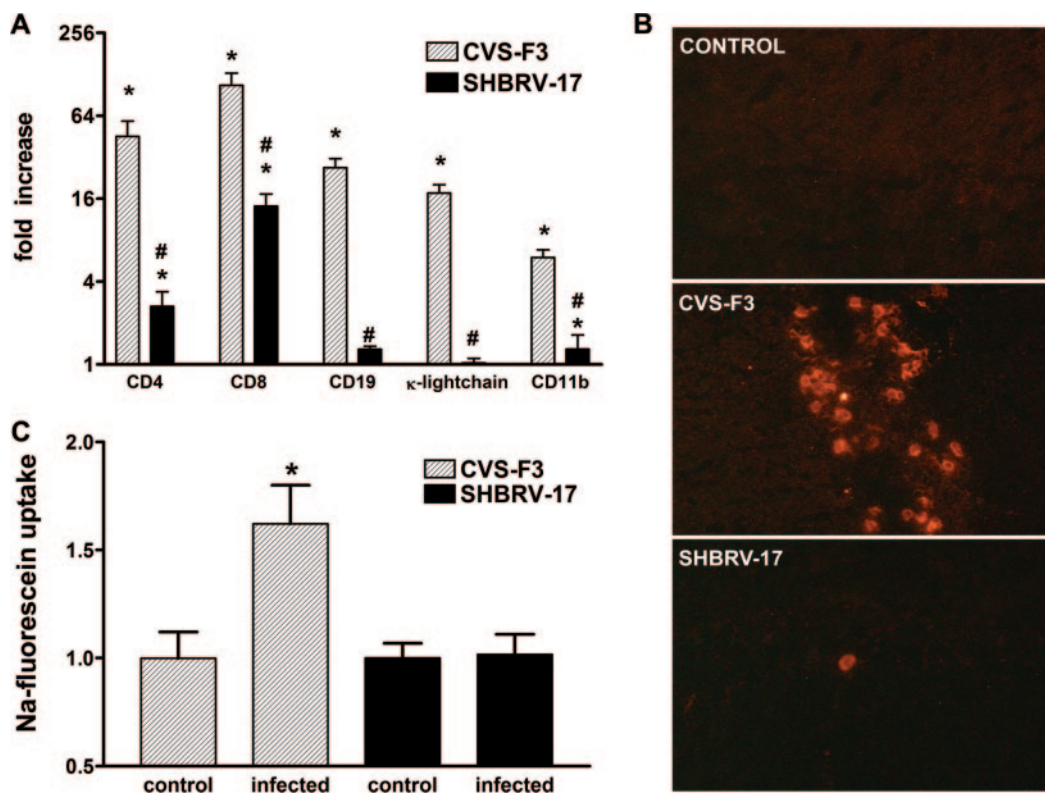 A
256
64
16
4
1
fold increase
CVS-F3
SHBRV-17
*
*
#
*
#
*
*
#
*
#
*
#
*
CD4
CD8
CD19
κ-lightchain
CD11b
B
CONTROL
CVS-F3
SHBRV-17
C
2.0
1.5
1.0
0.5
Na-fluorescein uptake
CVS-F3
SHBRV-17
*
control
infected
control
infected